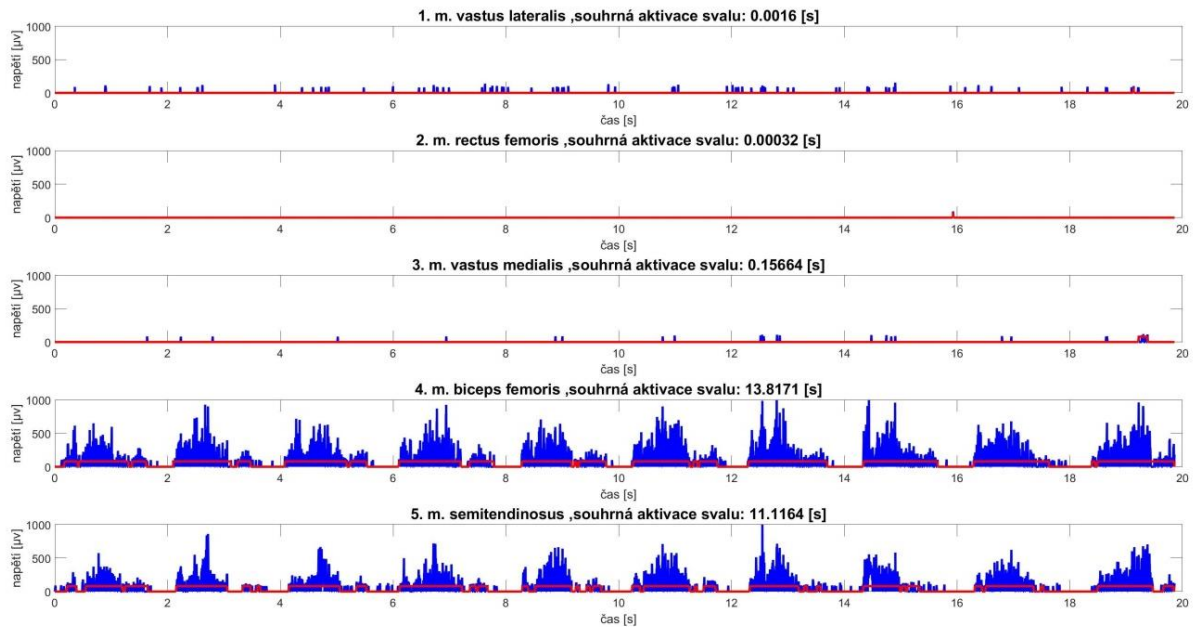 1. m. vastus lateralis ,souhrná aktivace svalu: 0.0016 [s]
napětí [μv]
1000
500
0
0 2 4 6 8 10 12 14 16 18 20
čas [s]
2. m. rectus femoris ,souhrná aktivace svalu: 0.00032 [s]
napětí [μv]
1000
500
0
0 2 4 6 8 10 12 14 16 18 20
čas [s]
3. m. vastus medialis ,souhrná aktivace svalu: 0.15664 [s]
napětí [μv]
1000
500
0
0 2 4 6 8 10 12 14 16 18 20
čas [s]
4. m. biceps femoris ,souhrná aktivace svalu: 13.8171 [s]
napětí [μv]
1000
500
0
0 2 4 6 8 10 12 14 16 18 20
čas [s]
5. m. semitendinosus ,souhrná aktivace svalu: 11.1164 [s]
napětí [μv]
1000
500
0
0 2 4 6 8 10 12 14 16 18 20
čas [s]